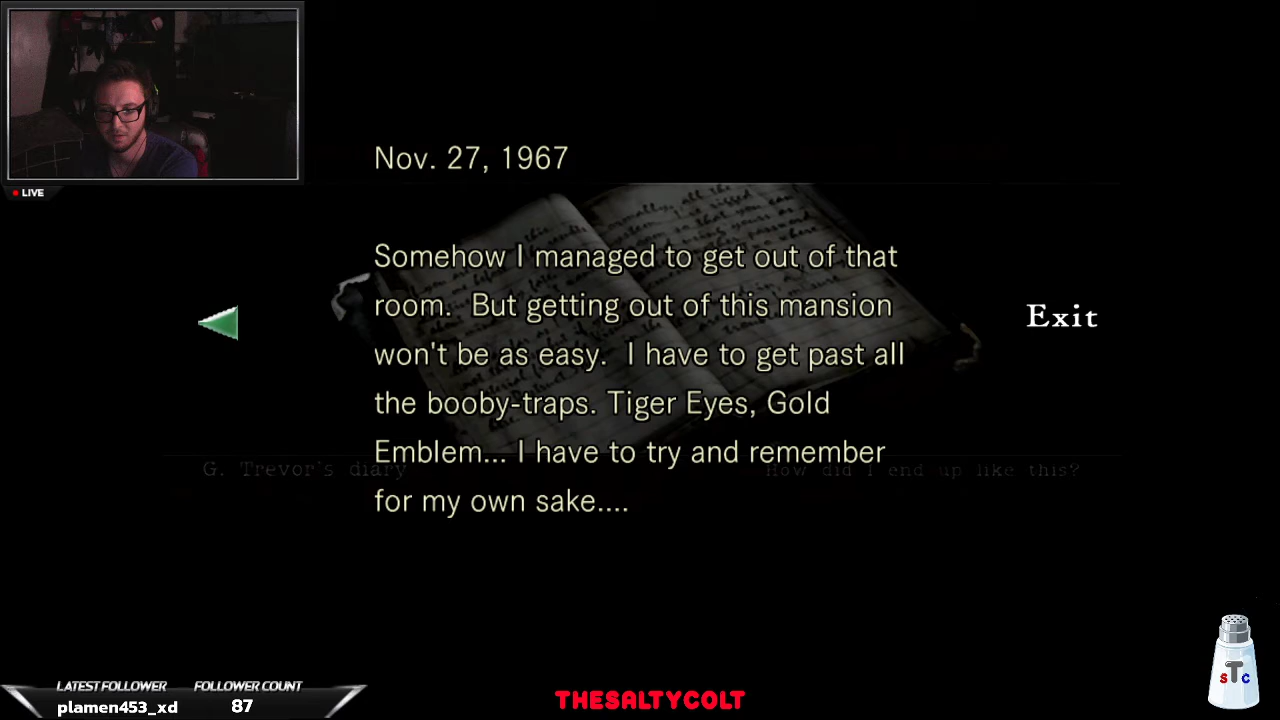 LIVE
Nov. 27, 1967
Somehow I managed to get out of that
room. But getting out of this mansion
won't be as easy. I have to get past all
the booby-traps. Tiger Eyes, Gold
Emblem... I have to try and remember
for my own sake....
Exit
G. Trevor's diary
How did I end up like this?
LATEST FOLLOWER
plamen453_xd
FOLLOWER COUNT
87
THESALTYCOLT
STC